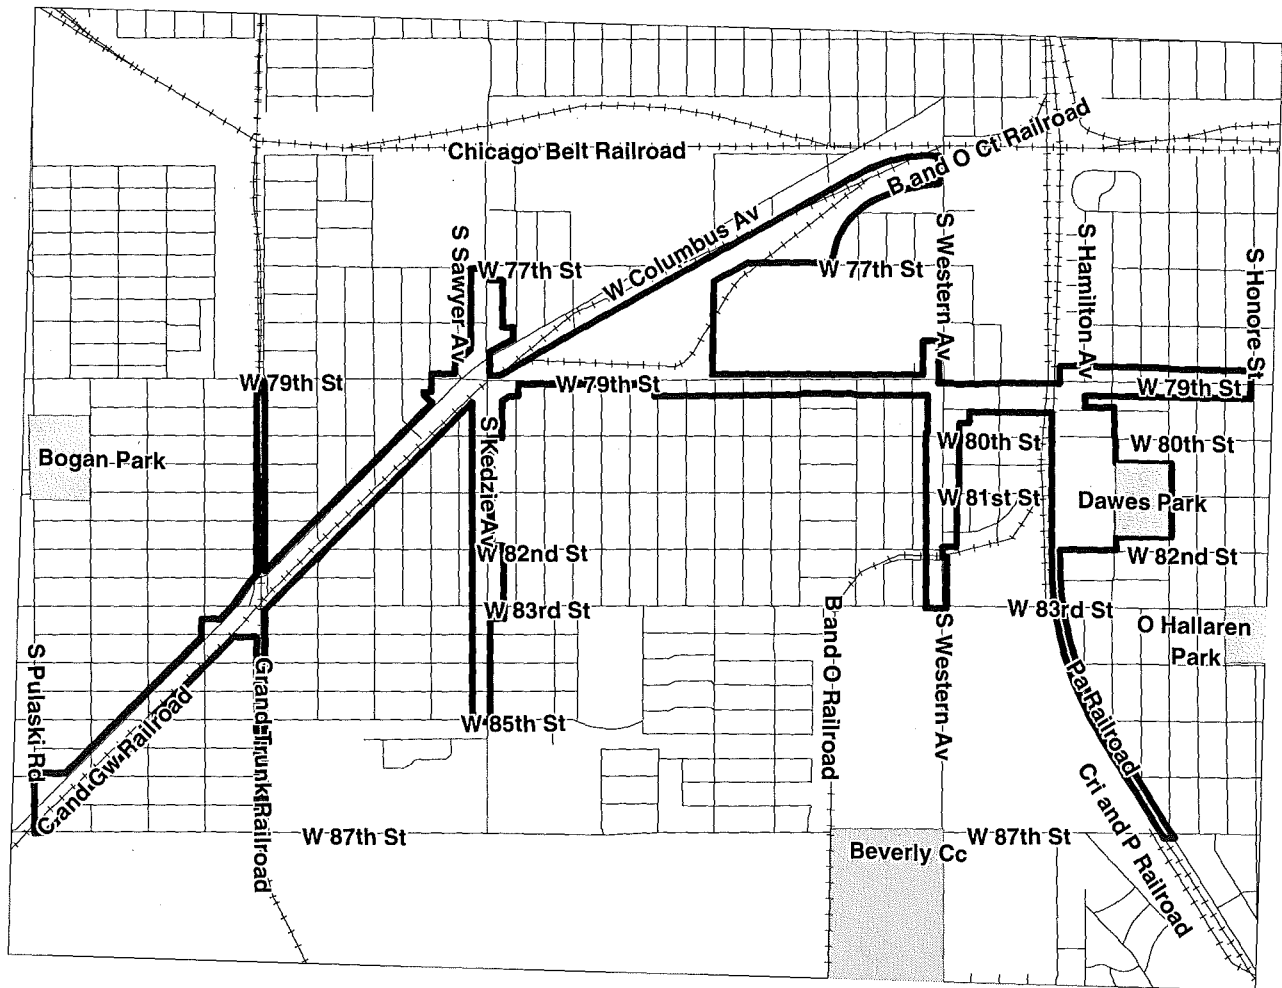 Chicago Belt Railroad
B and O Ct Railroad
W Columbus Av
S Sawyer Av
W 77th St
W 77th St
S Western Av
S Hamilton Av
S Honore St
W 79th St
W 79th St
W 79th St
S Kedzie Av
W 80th St
W 80th St
Bogan Park
W 81st St
Dawes Park
W 82nd St
W 82nd St
W 83rd St
W 83rd St
O Hallaren
Park
B and O Railroad
S Western Av
S Pulaski Rd
C and Gw Railroad
Grand Trunk Railroad
Pa Railroad
W 85th St
Cri and P Railroad
W 87th St
W 87th St
Beverly Cc